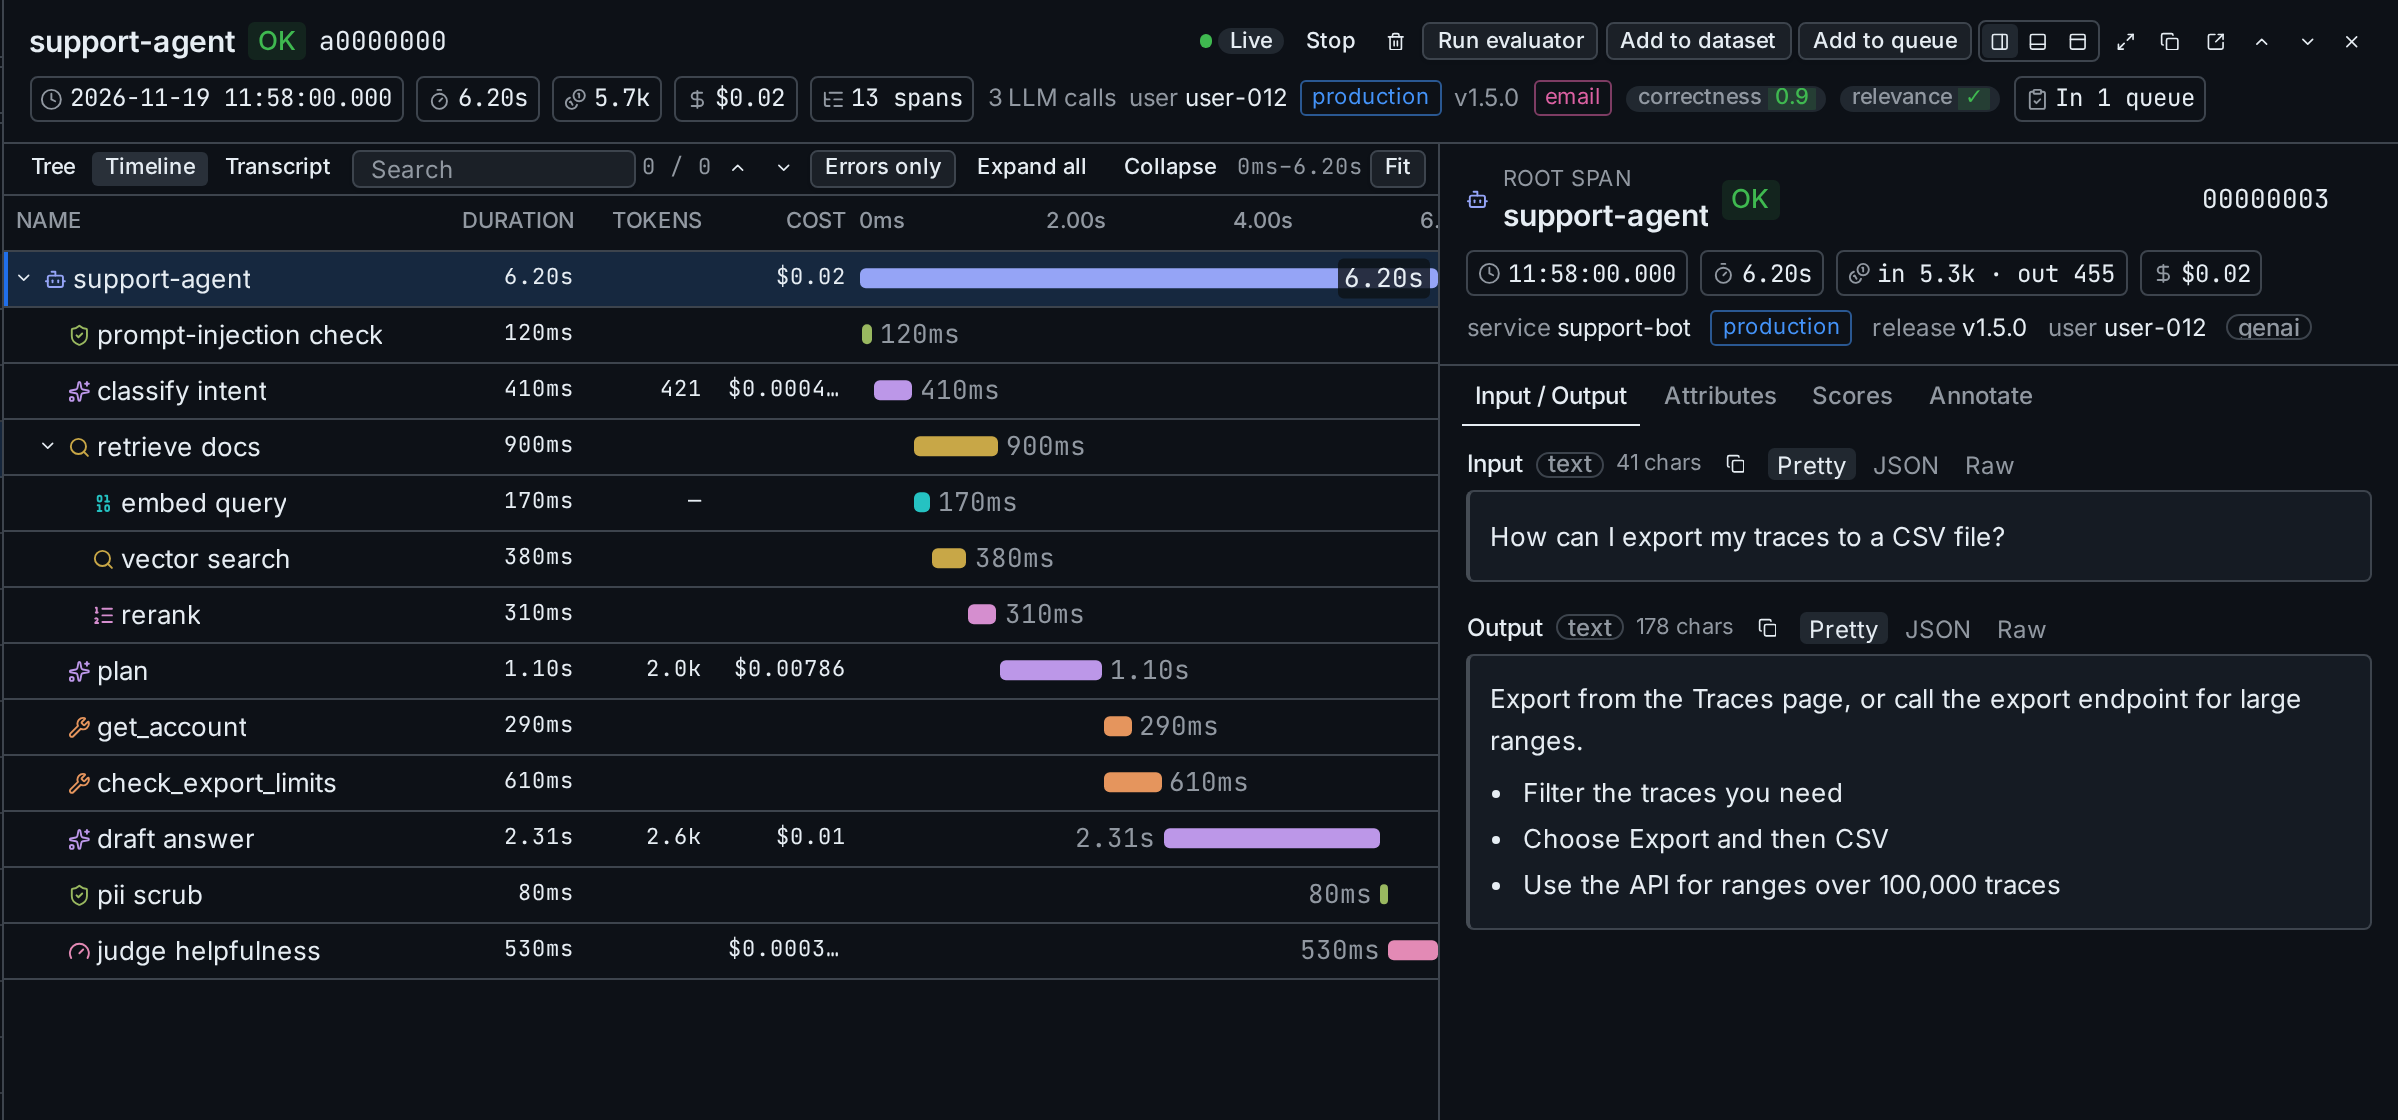 support-agent OK a0000000 Live Stop Run evaluator Add to dataset Add to queue
2026-11-19 11:58:00.000 6.20s 5.7k $0.02 13 spans 3 LLM calls user user-012 production v1.5.0 email correctness 0.9 relevance ✓ In 1 queue
Tree Timeline Transcript Search 0 / 0 Errors only Expand all Collapse 0ms–6.20s Fit
NAME DURATION TOKENS COST 0ms 2.00s 4.00s 6.
support-agent 6.20s $0.02 6.20s
prompt-injection check 120ms 120ms
classify intent 410ms 421 $0.0004… 410ms
retrieve docs 900ms 900ms
embed query 170ms – 170ms
vector search 380ms 380ms
rerank 310ms 310ms
plan 1.10s 2.0k $0.00786 1.10s
get_account 290ms 290ms
check_export_limits 610ms 610ms
draft answer 2.31s 2.6k $0.01 2.31s
pii scrub 80ms 80ms
judge helpfulness 530ms $0.0003… 530ms
ROOT SPAN
support-agent OK 00000003
11:58:00.000 6.20s in 5.3k · out 455 $0.02
service support-bot production release v1.5.0 user user-012 genai
Input / Output Attributes Scores Annotate
Input text 41 chars Pretty JSON Raw
How can I export my traces to a CSV file?
Output text 178 chars Pretty JSON Raw
Export from the Traces page, or call the export endpoint for large
ranges.
• Filter the traces you need
• Choose Export and then CSV
• Use the API for ranges over 100,000 traces